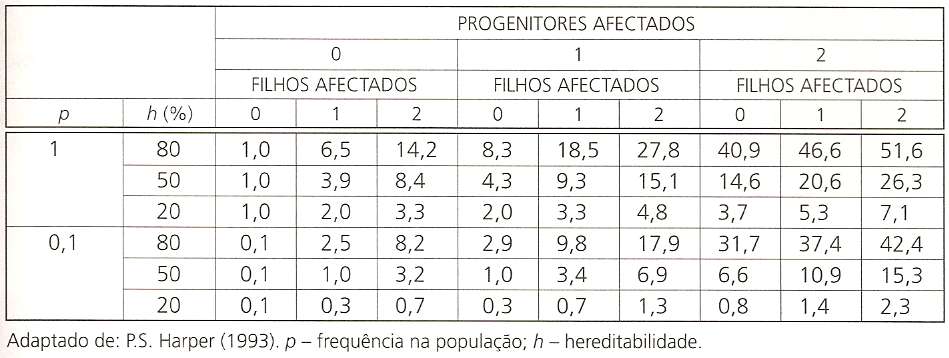 PROGENITORES AFECTADOS
0 1 2
FILHOS AFECTADOS FILHOS AFECTADOS FILHOS AFECTADOS
p h (%) 0 1 2 0 1 2 0 1 2
1 80 1,0 6,5 14,2 8,3 18,5 27,8 40,9 46,6 51,6
50 1,0 3,9 8,4 4,3 9,3 15,1 14,6 20,6 26,3
20 1,0 2,0 3,3 2,0 3,3 4,8 3,7 5,3 7,1
0,1 80 0,1 2,5 8,2 2,9 9,8 17,9 31,7 37,4 42,4
50 0,1 1,0 3,2 1,0 3,4 6,9 6,6 10,9 15,3
20 0,1 0,3 0,7 0,3 0,7 1,3 0,8 1,4 2,3
Adaptado de: P.S. Harper (1993). p – frequência na população; h – hereditabilidade.